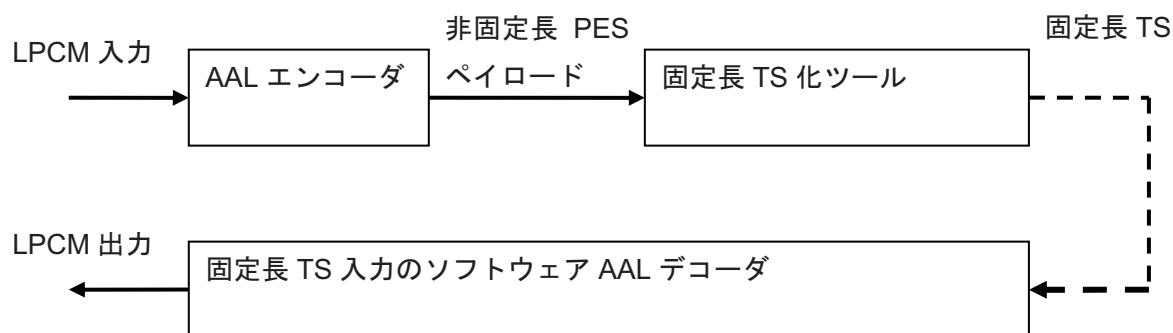 LPCM 入力
AAL エンコーダ
非固定長 PES
ペイロード
固定長 TS 化ツール
固定長 TS
LPCM 出力
固定長 TS 入力のソフトウェア AAL デコーダ